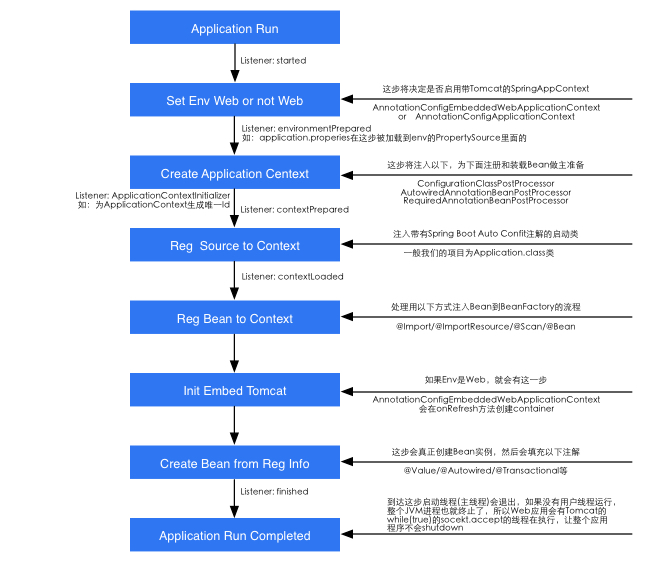 Application Run
Listener: started
Set Env Web or not Web
这步将决定是否启用带Tomcat的SpringAppContext
AnnotationConfigEmbeddedWebApplicationContext
or AnnotationConfigApplicationContext
Listener: environmentPrepared
如：application.properies在这步被加载到env的PropertySource里面的
Create Application Centext
这步将注入以下，为下面注册和装载Bean做主准备
ConfigurationClassPostProcessor
AutowiredAnnotationBeanPostProcessor
RequiredAnnotationBeanPostProcessor
Listener: ApplicationContextInitializer
如：为ApplicationContext生成唯一Id
Listener: contextPrepared
Reg Source to Context
注入带有Spring Boot Auto Confit注解的启动类
一般我们的项目为Application.class类
Listener: contextLoaded
Reg Bean to Context
处理用以下方式注入Bean到BeanFactory的流程
@Import/@ImportResource/@Scan/@Bean
Init Embed Tomcat
如果Env是Web，就会有这一步
AnnotationConfigEmbeddedWebApplicationContext
会在onRefresh方法创建container
Create Bean from Reg Info
这步会真正创建Bean实例，然后会填充以下注解
@Value/@Autowired/@Transactional等
Listener: finished
Application Run Completed
到达这步启动线程(主线程)会退出，如果没有用户线程运行，
整个JVM进程也就终止了，所以Web应用会有Tomcat的
while(true)的socekt.accept的线程在执行，让整个应用
程序不会shutdown